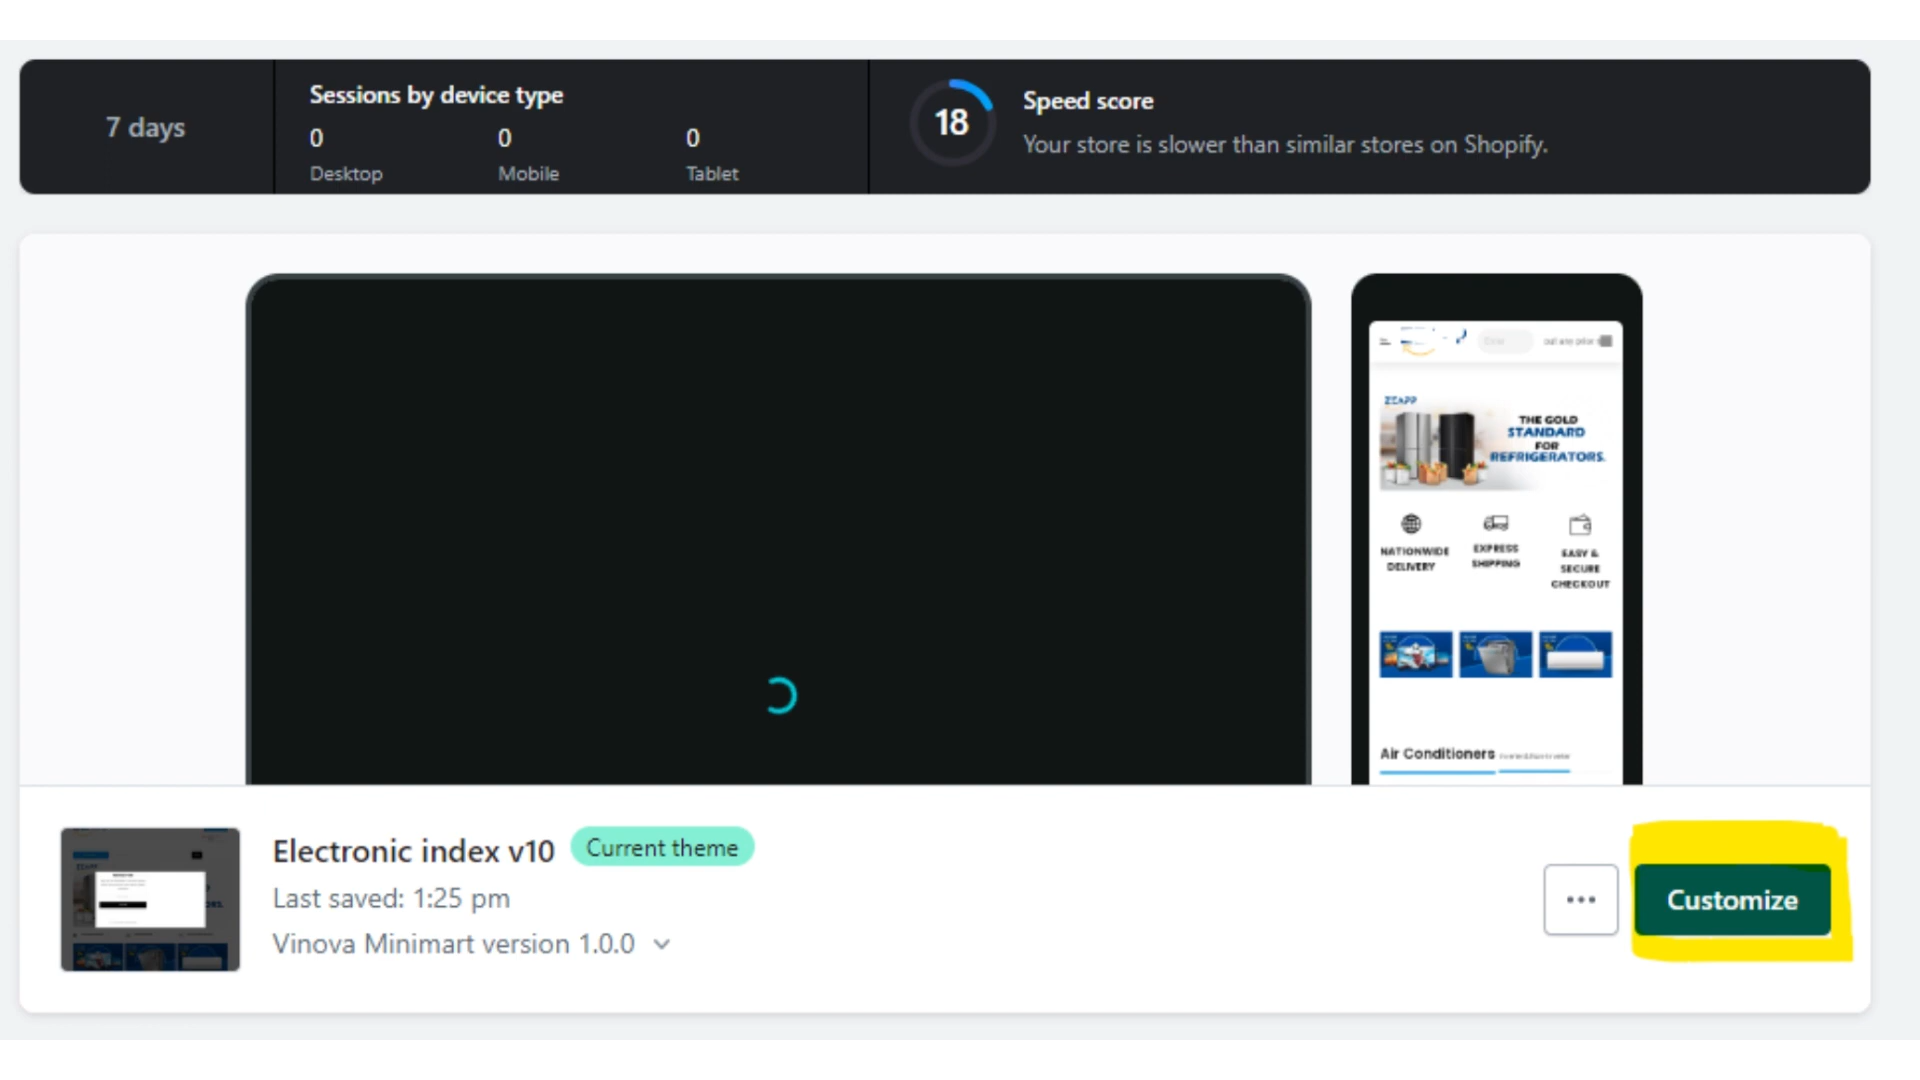 7 days
Sessions by device type
0 0 0
Desktop Mobile Tablet
18
Speed score
Your store is slower than similar stores on Shopify.
ZEAPP
THE GOLD
STANDARD
FOR
REFRIGERATORS.
NATIONWIDE
DELIVERY
EXPRESS
SHIPPING
EASY &
SECURE
CHECKOUT
Air Conditioners
Electronic index v10
Current theme
Last saved: 1:25 pm
Vinova Minimart version 1.0.0
...
Customize